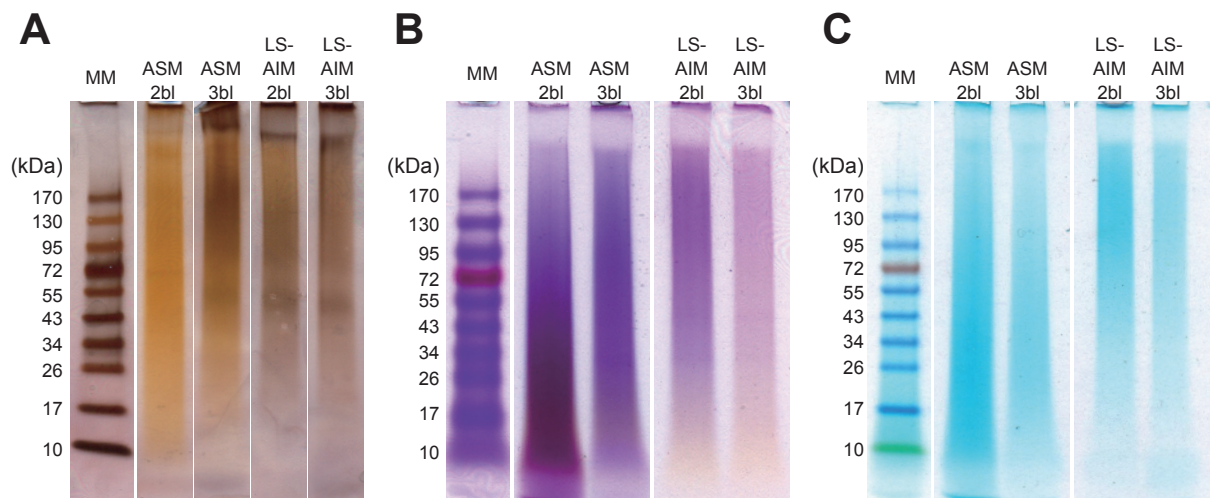 A
MM
ASM
2bl
ASM
3bl
LS-
AIM
2bl
LS-
AIM
3bl
(kDa)
170
130
95
72
55
43
34
26
17
10
B
MM
ASM
2bl
ASM
3bl
LS-
AIM
2bl
LS-
AIM
3bl
(kDa)
170
130
95
72
55
43
34
26
17
10
C
MM
ASM
2bl
ASM
3bl
LS-
AIM
2bl
LS-
AIM
3bl
(kDa)
170
130
95
72
55
43
34
26
17
10